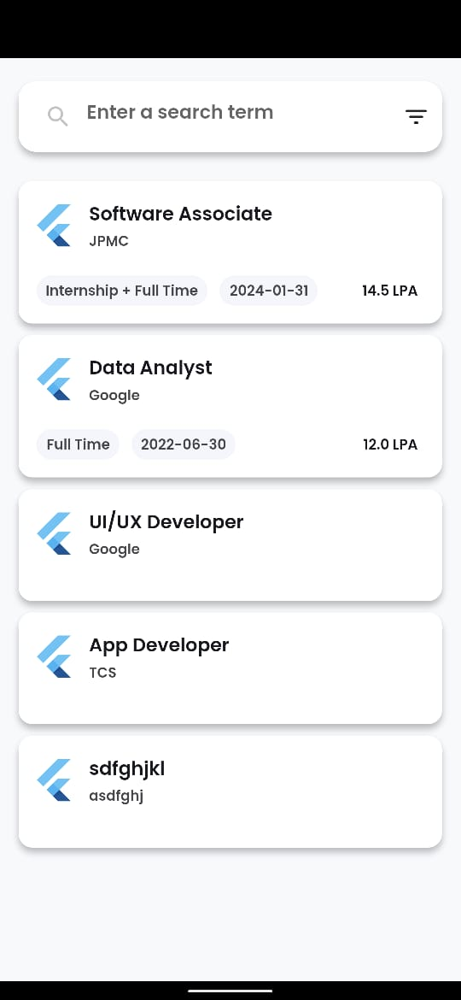 Enter a search term
Software Associate
JPMC
Internship + Full Time 2024-01-31 14.5 LPA
Data Analyst
Google
Full Time 2022-06-30 12.0 LPA
UI/UX Developer
Google
App Developer
TCS
sdfghjkl
asdfghj